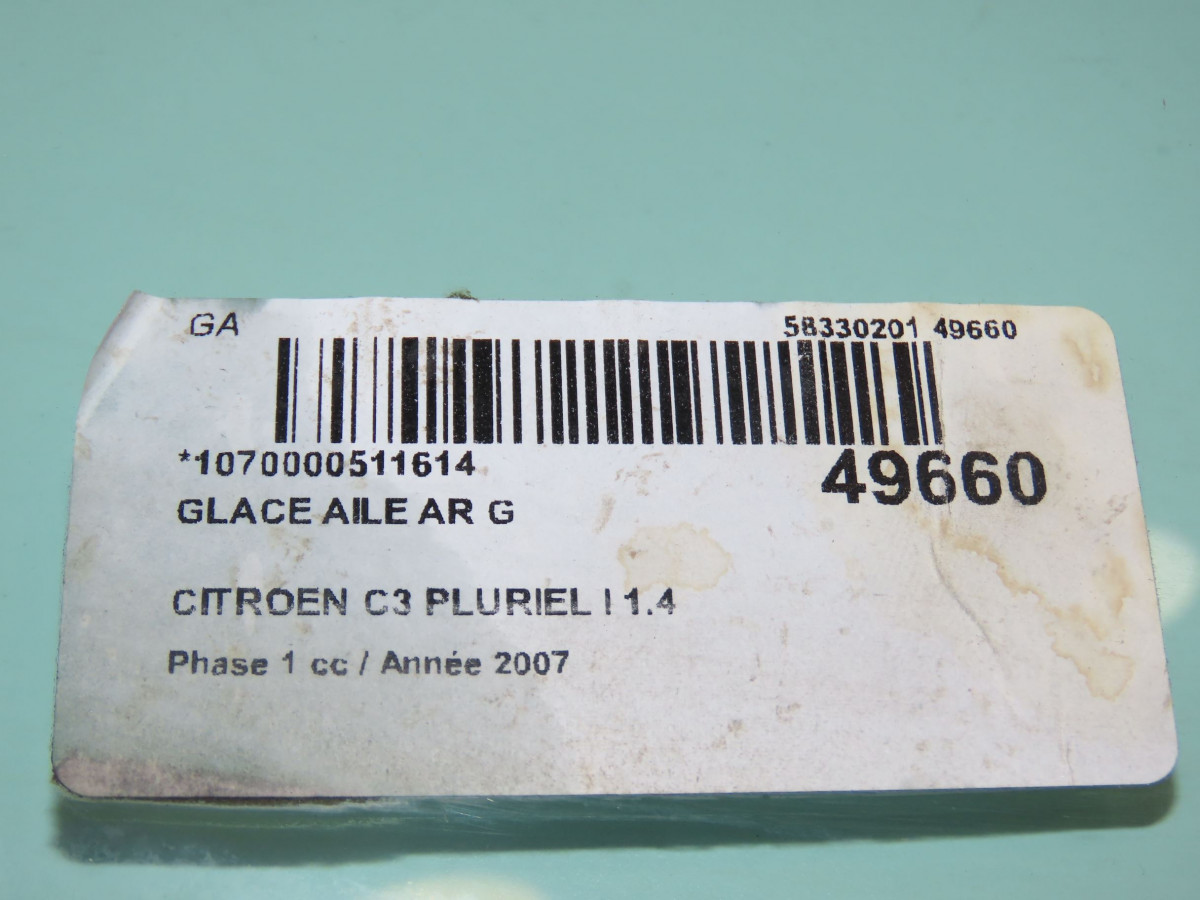 GA 58330201 49660
*1070000511614
49660
GLACE AILE AR G
CITROEN C3 PLURIEL I 1.4
Phase 1 cc / Année 2007